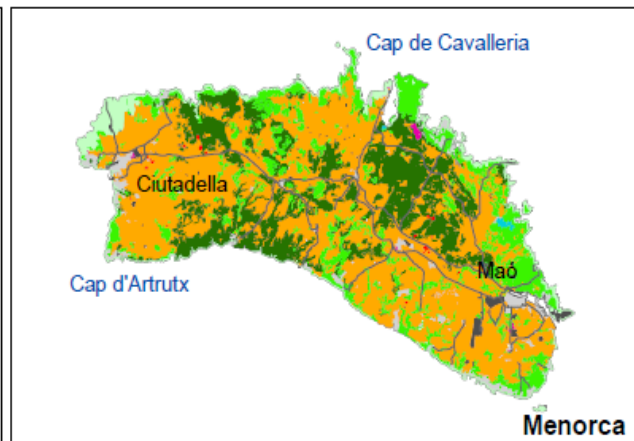 Cap de Cavalleria
Ciutadella
Cap d'Artrutx
Maó
Menorca